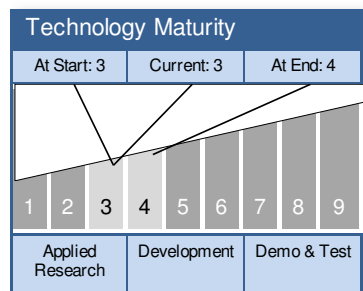 Technology Maturity
At Start: 3 Current: 3 At End: 4
1 2 3 4 5 6 7 8 9
Applied Development Demo & Test
Research